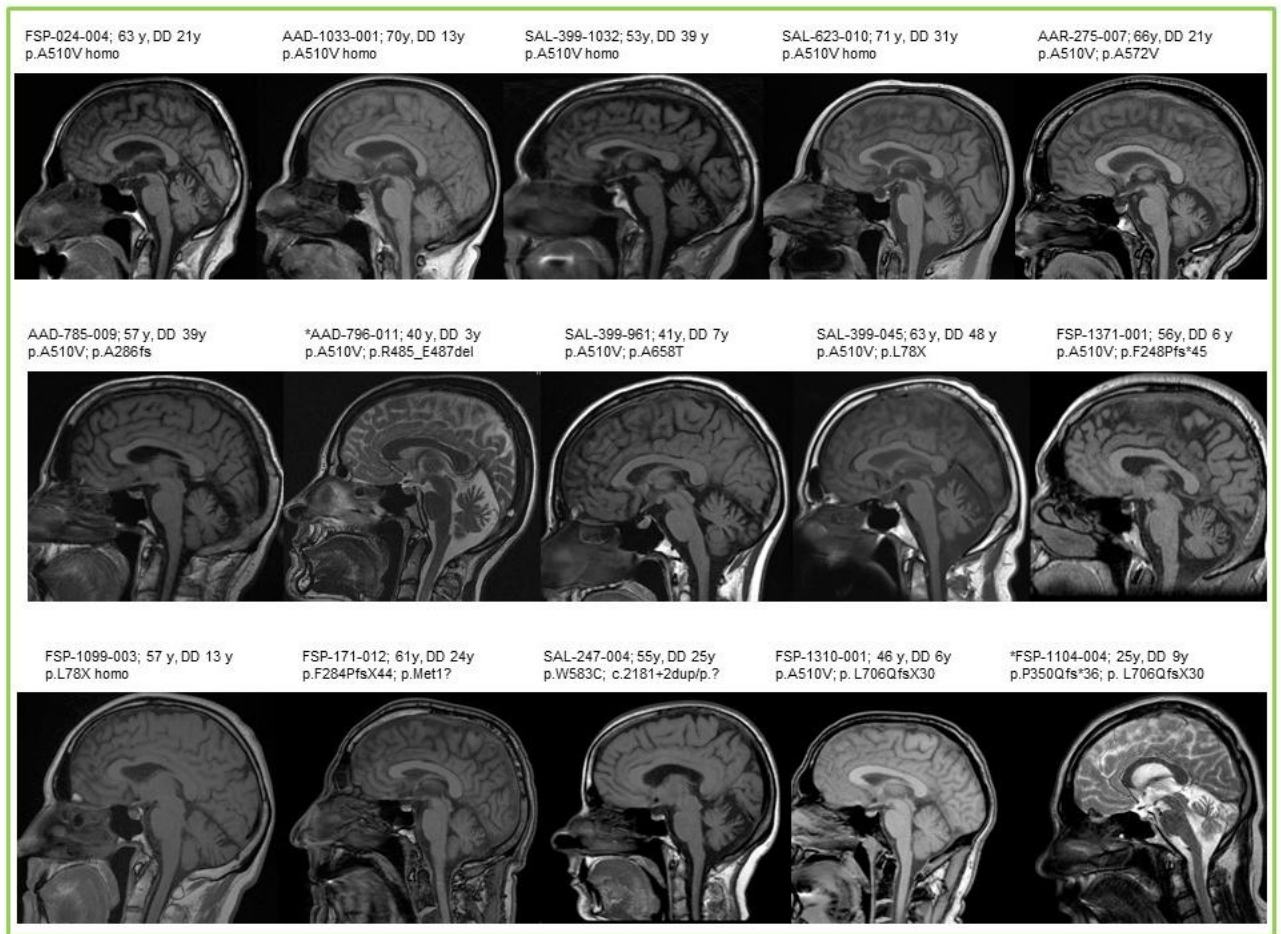 FSP-024-004; 63 y, DD 21y
p.A510V homo
AAD-1033-001; 70y, DD 13y
p.A510V homo
SAL-399-1032; 53y, DD 39 y
p.A510V homo
SAL-623-010; 71 y, DD 31y
p.A510V homo
AAR-275-007; 66y, DD 21y
p.A510V; p.A572V
AAD-785-009; 57 y, DD 39y
p.A510V; p.A286fs
*AAD-796-011; 40 y, DD 3y
p.A510V; p.R485_E487del
SAL-399-961; 41y, DD 7y
p.A510V; p.A658T
SAL-399-045; 63 y, DD 48 y
p.A510V; p.L78X
FSP-1371-001; 56y, DD 6 y
p.A510V; p.F248Pfs*45
FSP-1099-003; 57 y, DD 13 y
p.L78X homo
FSP-171-012; 61y, DD 24y
p.F284PfsX44; p.Met1?
SAL-247-004; 55y, DD 25y
p.W583C; c.2181+2dup/p.?
FSP-1310-001; 46 y, DD 6y
p.A510V; p. L706QfsX30
*FSP-1104-004; 25y, DD 9y
p.P350Qfs*36; p. L706QfsX30